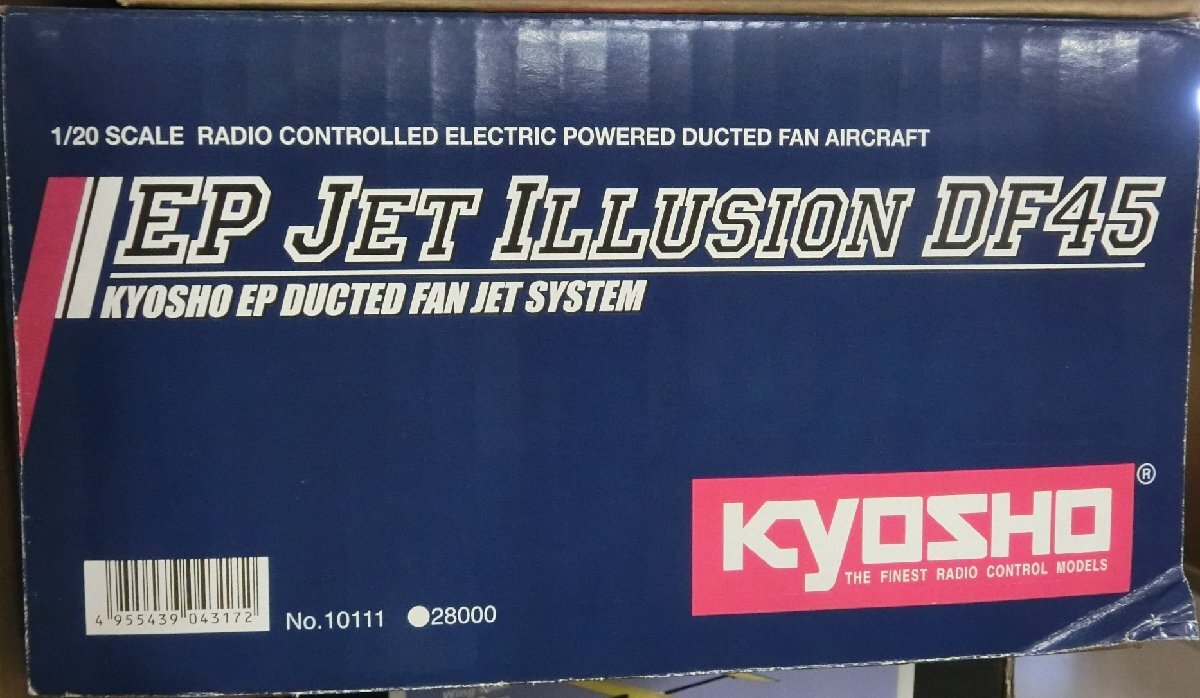 1/20 SCALE RADIO CONTROLLED ELECTRIC POWERED DUCTED FAN AIRCRAFT
EP JET ILLUSION DF45
KYOSHO EP DUCTED FAN JET SYSTEM
KYOSHO®
THE FINEST RADIO CONTROL MODELS
4 955439 043172
No.10111 ●28000